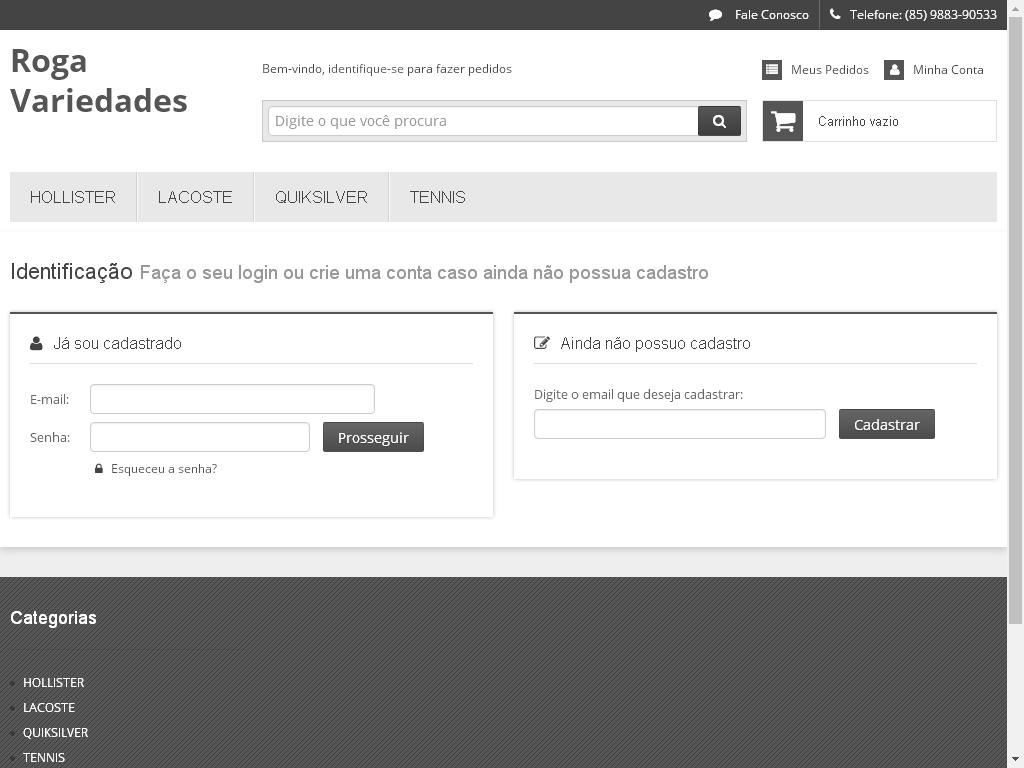 Fale Conosco
Telefone: (85) 9883-90533
Roga
Variedades
Bem-vindo, identifique-se para fazer pedidos
Meus Pedidos
Minha Conta
Digite o que você procura
Carrinho vazio
HOLLISTER
LACOSTE
QUIKSILVER
TENNIS
Identificação Faça o seu login ou crie uma conta caso ainda não possua cadastro
Já sou cadastrado
E-mail:
Senha:
Prosseguir
Esqueceu a senha?
Ainda não possuo cadastro
Digite o email que deseja cadastrar:
Cadastrar
Categorias
HOLLISTER
LACOSTE
QUIKSILVER
TENNIS